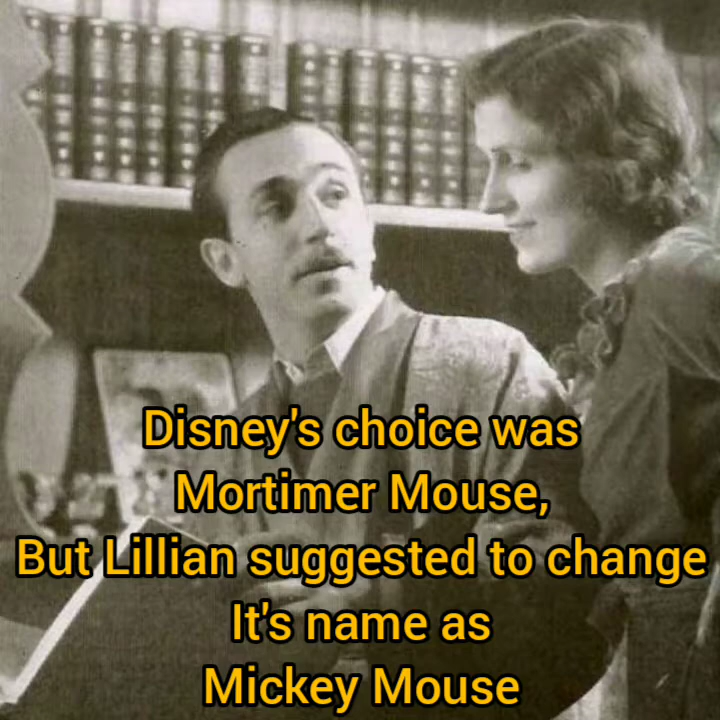 Disney's choice was
Mortimer Mouse,
But Lillian suggested to change
It's name as
Mickey Mouse